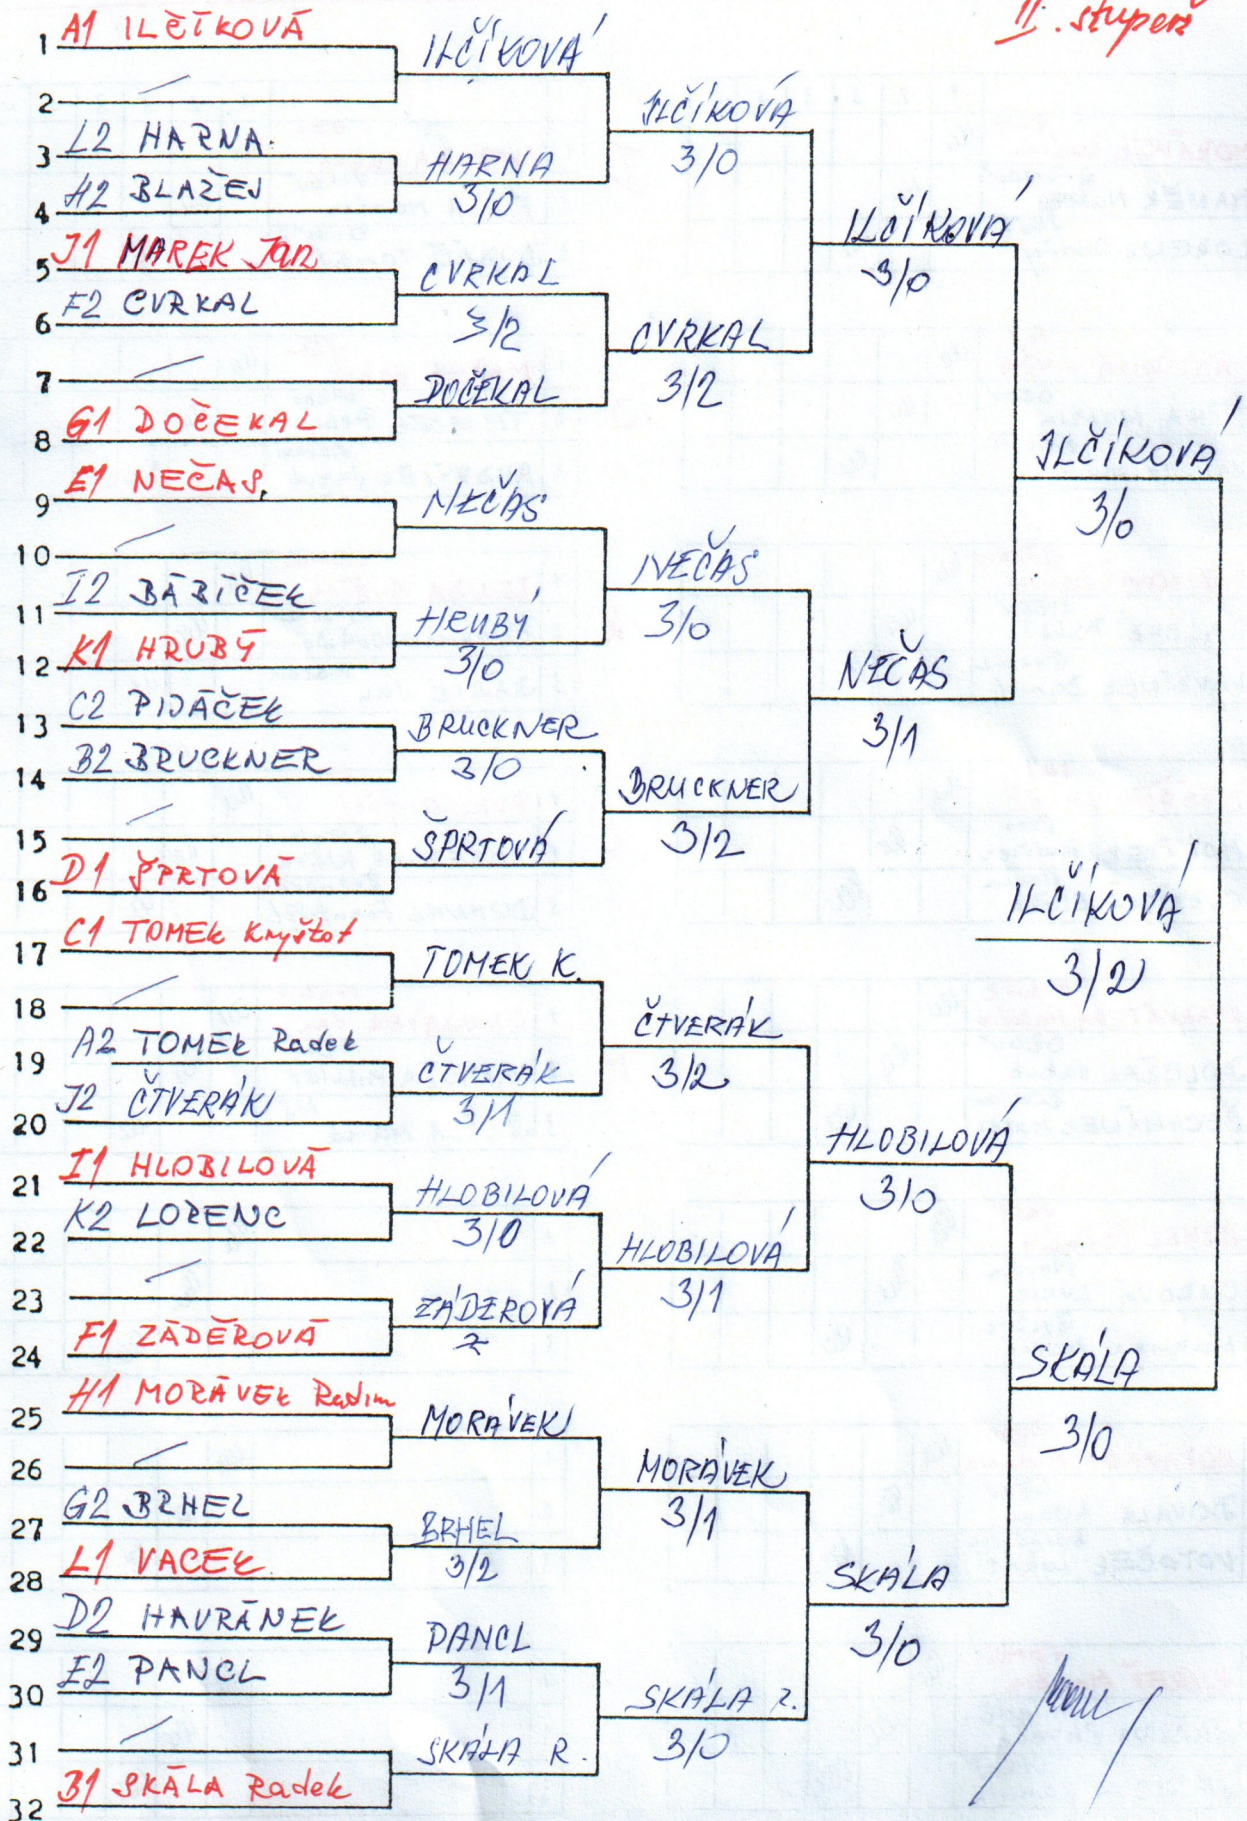 II. stupeň
1 A1 ILČÍKOVÁ
2
3 L2 HARNA
4 H2 BLAŽEJ
5 J1 MAREK Jan
6 F2 CVRKAL
7
8 G1 DOČEKAL
9 E1 NEČAS
10
11 I2 BABÍČEK
12 K1 HRUBÝ
13 C2 PIJÁČEK
14 B2 BRUCKNER
15
16 D1 ŠPRTOVÁ
17 C1 TOMEK Kryštof
18
19 A2 TOMEK Radek
20 J2 ČTVERÁK
21 I1 HLOBILOVÁ
22 K2 LORENC
23
24 F1 ZÁDĚROVÁ
25 H1 MORÁVEK Radim
26
27 G2 BRHEL
28 L1 VACEK
29 D2 HAVRÁNEK
30 E2 PANCL
31
32 B1 SKÁLA Radek
ILČÍKOVÁ
HARNA
3/0
CVRKAL
3/2
DOČEKAL
NEČAS
HRUBÝ
3/0
BRUCKNER
3/0
ŠPRTOVÁ
TOMEK K.
ČTVERÁK
3/1
HLOBILOVÁ
3/0
ZÁDEROVÁ
MORÁVEK
BRHEL
3/2
PANCL
3/1
SKÁLA R.
ILČÍKOVÁ
3/0
CVRKAL
3/2
NEČAS
3/0
BRUCKNER
3/2
ČTVERÁK
3/2
HLOBILOVÁ
3/1
MORÁVEK
3/1
SKÁLA R.
3/0
ILČÍKOVÁ
3/0
NEČAS
3/1
HLOBILOVÁ
3/0
SKÁLA
3/0
ILČÍKOVÁ
3/0
SKÁLA
3/0
ILČÍKOVÁ
3/2